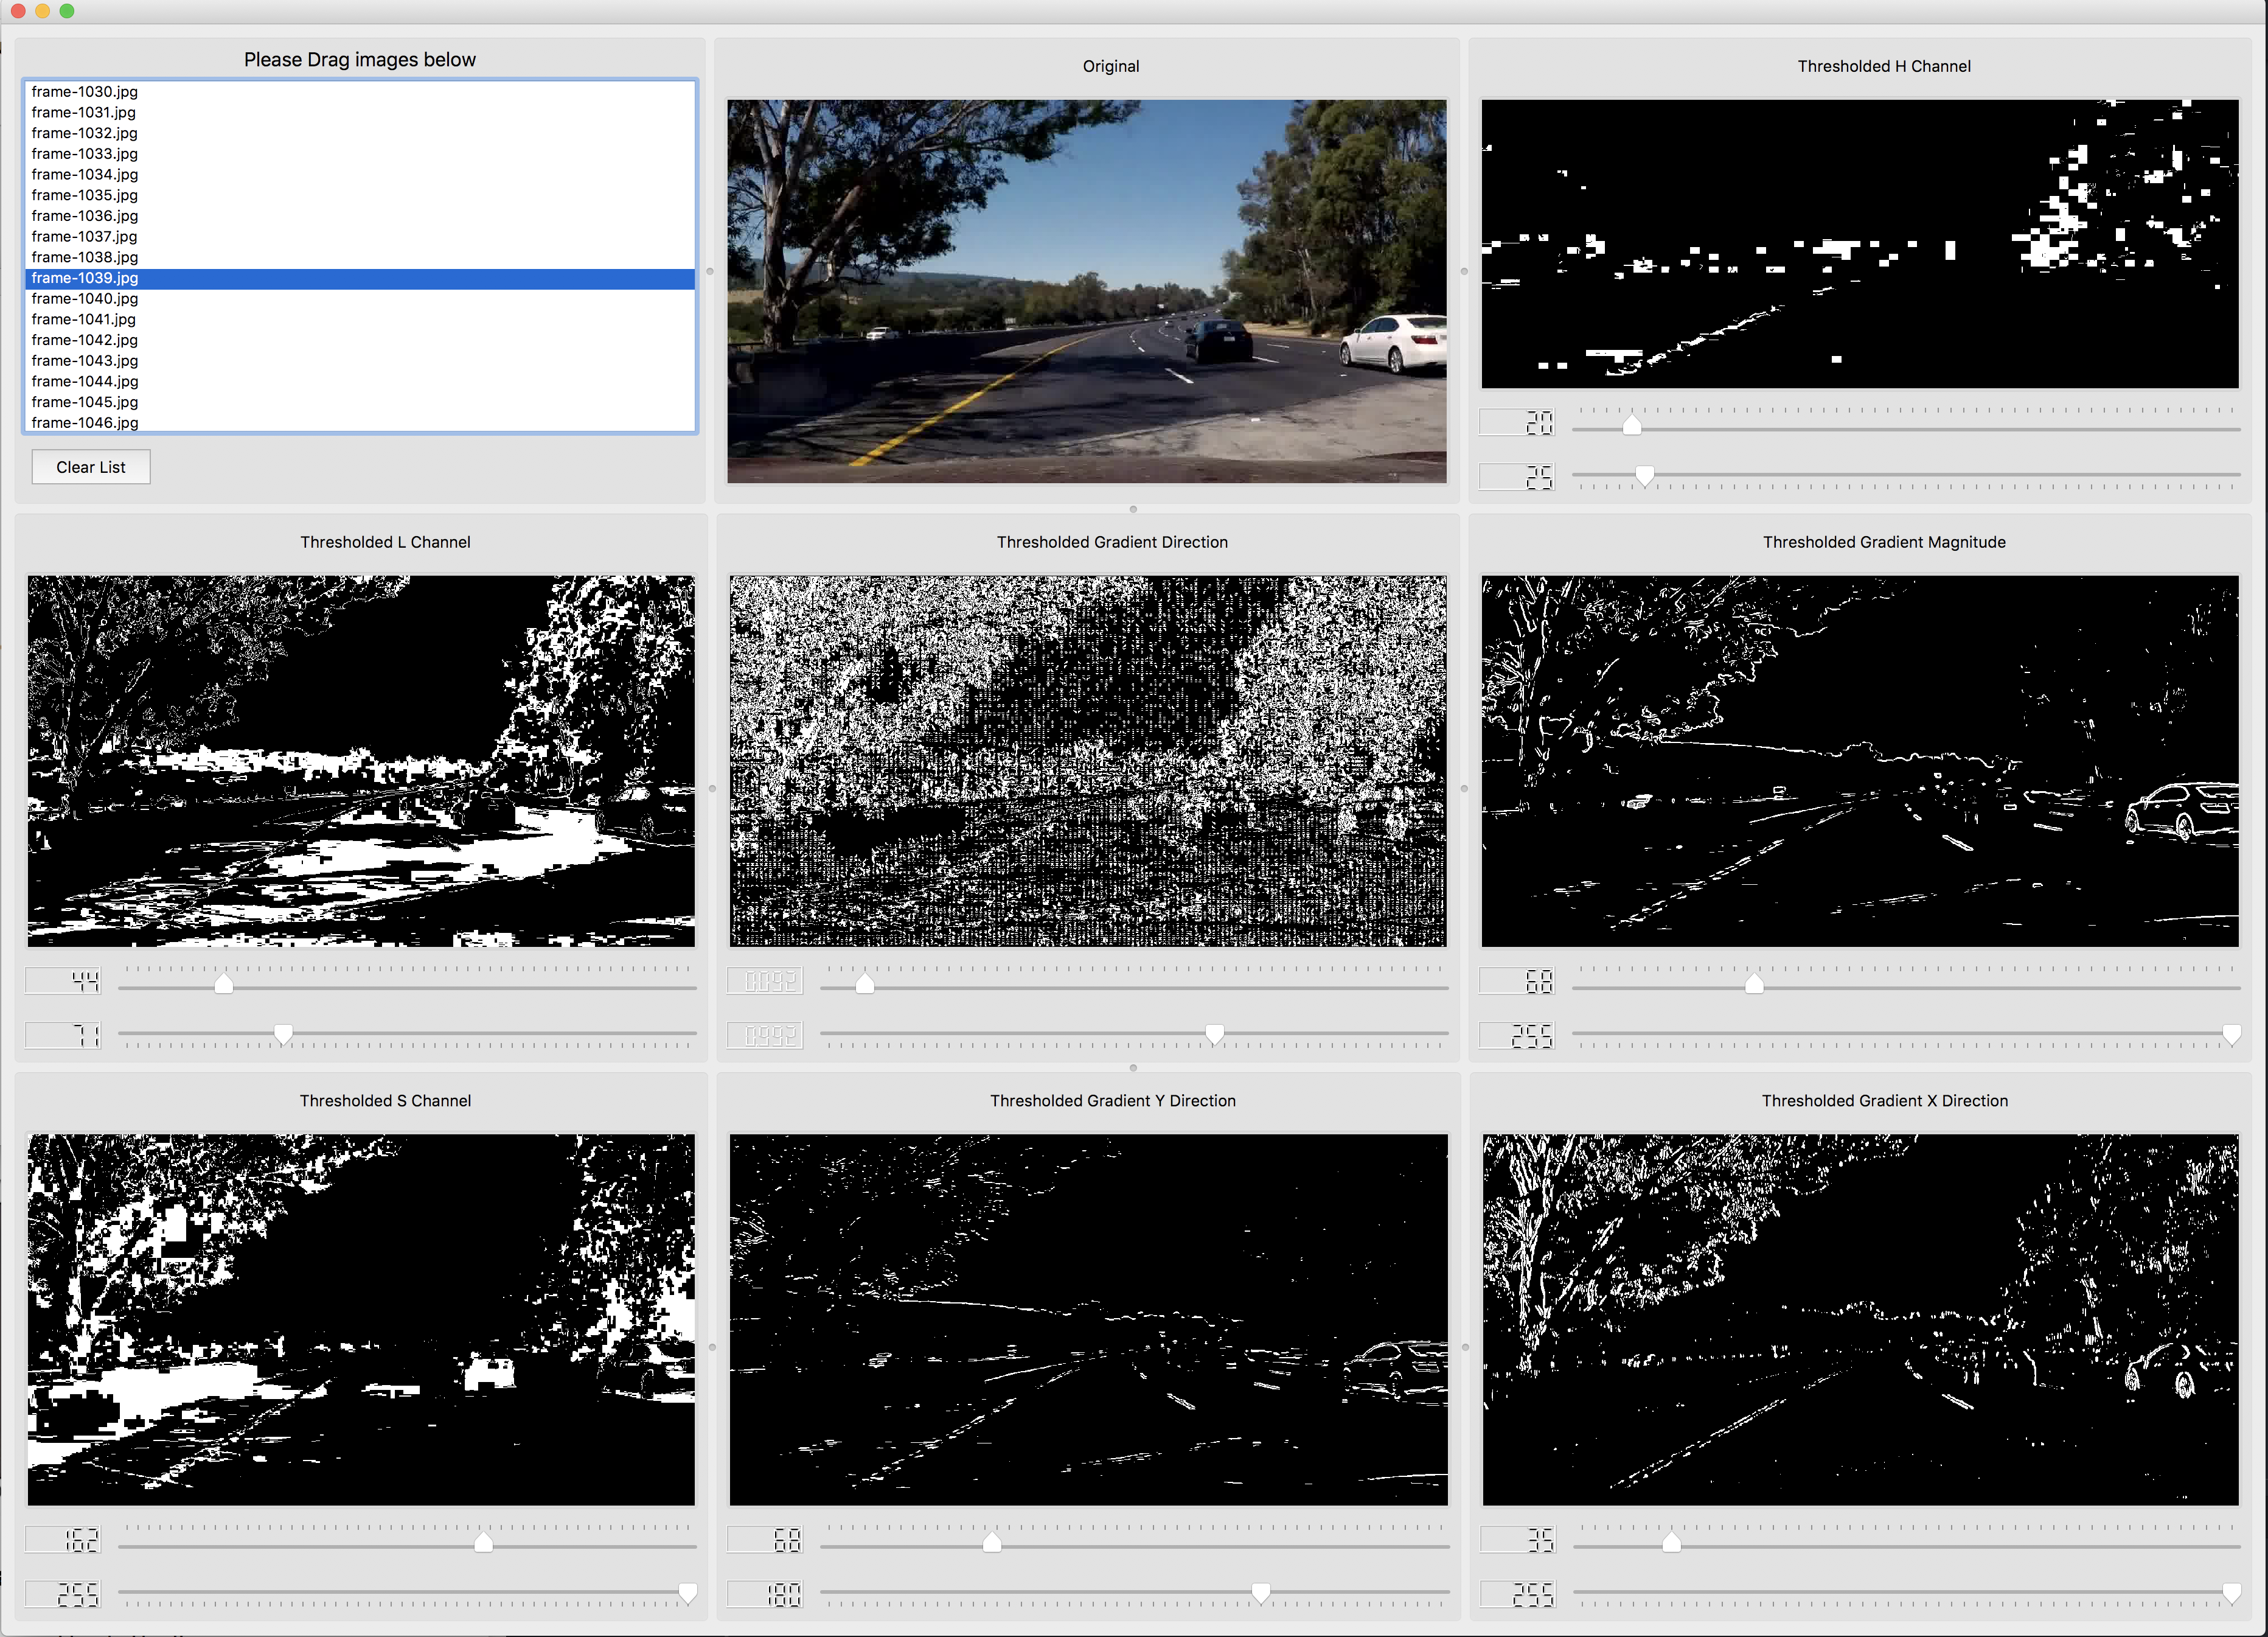 Please Drag images below
frame-1030.jpg
frame-1031.jpg
frame-1032.jpg
frame-1033.jpg
frame-1034.jpg
frame-1035.jpg
frame-1036.jpg
frame-1037.jpg
frame-1038.jpg
frame-1039.jpg
frame-1040.jpg
frame-1041.jpg
frame-1042.jpg
frame-1043.jpg
frame-1044.jpg
frame-1045.jpg
frame-1046.jpg
Clear List
Original
Thresholded H Channel
20
25
Thresholded L Channel
44
71
Thresholded Gradient Direction
0.092
0.992
Thresholded Gradient Magnitude
68
255
Thresholded S Channel
162
255
Thresholded Gradient Y Direction
68
180
Thresholded Gradient X Direction
35
255